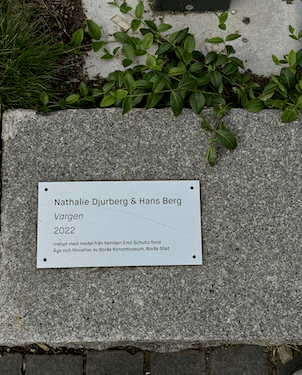 Nathalie Djurberg & Hans Berg
Vargen
2022
Inköpt med medel från familjen Emil Schultz fond
Ägs och förvaltas av Borås Konstmuseum, Borås Stad